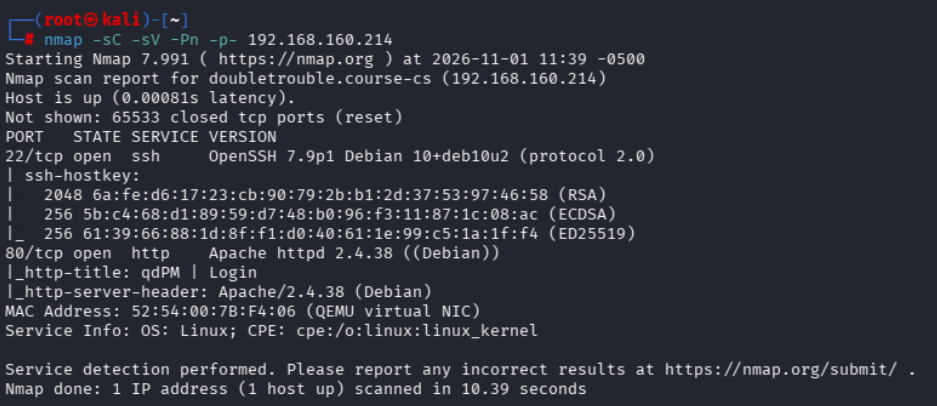 ┌──(root㉿kali)-[~]
└─# nmap -sC -sV -Pn -p- 192.168.160.214
Starting Nmap 7.991 ( https://nmap.org ) at 2026-11-01 11:39 -0500
Nmap scan report for doubletrouble.course-cs (192.168.160.214)
Host is up (0.00081s latency).
Not shown: 65533 closed tcp ports (reset)
PORT   STATE SERVICE VERSION
22/tcp open  ssh     OpenSSH 7.9p1 Debian 10+deb10u2 (protocol 2.0)
| ssh-hostkey:
|   2048 6a:fe:d6:17:23:cb:90:79:2b:b1:2d:37:53:97:46:58 (RSA)
|   256 5b:c4:68:d1:89:59:d7:48:b0:96:f3:11:87:1c:08:ac (ECDSA)
|_  256 61:39:66:88:1d:8f:f1:d0:40:61:1e:99:c5:1a:1f:f4 (ED25519)
80/tcp open  http    Apache httpd 2.4.38 ((Debian))
|_http-title: qdPM | Login
|_http-server-header: Apache/2.4.38 (Debian)
MAC Address: 52:54:00:7B:F4:06 (QEMU virtual NIC)
Service Info: OS: Linux; CPE: cpe:/o:linux:linux_kernel
Service detection performed. Please report any incorrect results at https://nmap.org/submit/ .
Nmap done: 1 IP address (1 host up) scanned in 10.39 seconds